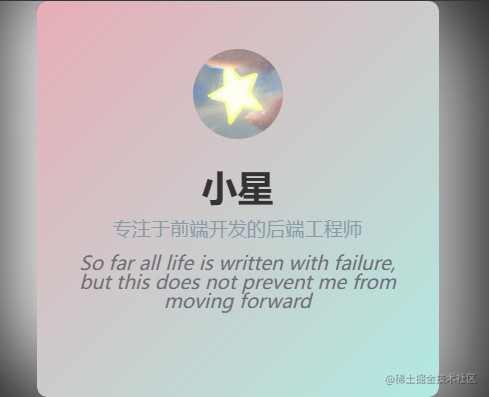 小星
专注于前端开发的后端工程师
So far all life is written with failure,
but this does not prevent me from
moving forward
@稀土掘金技术社区